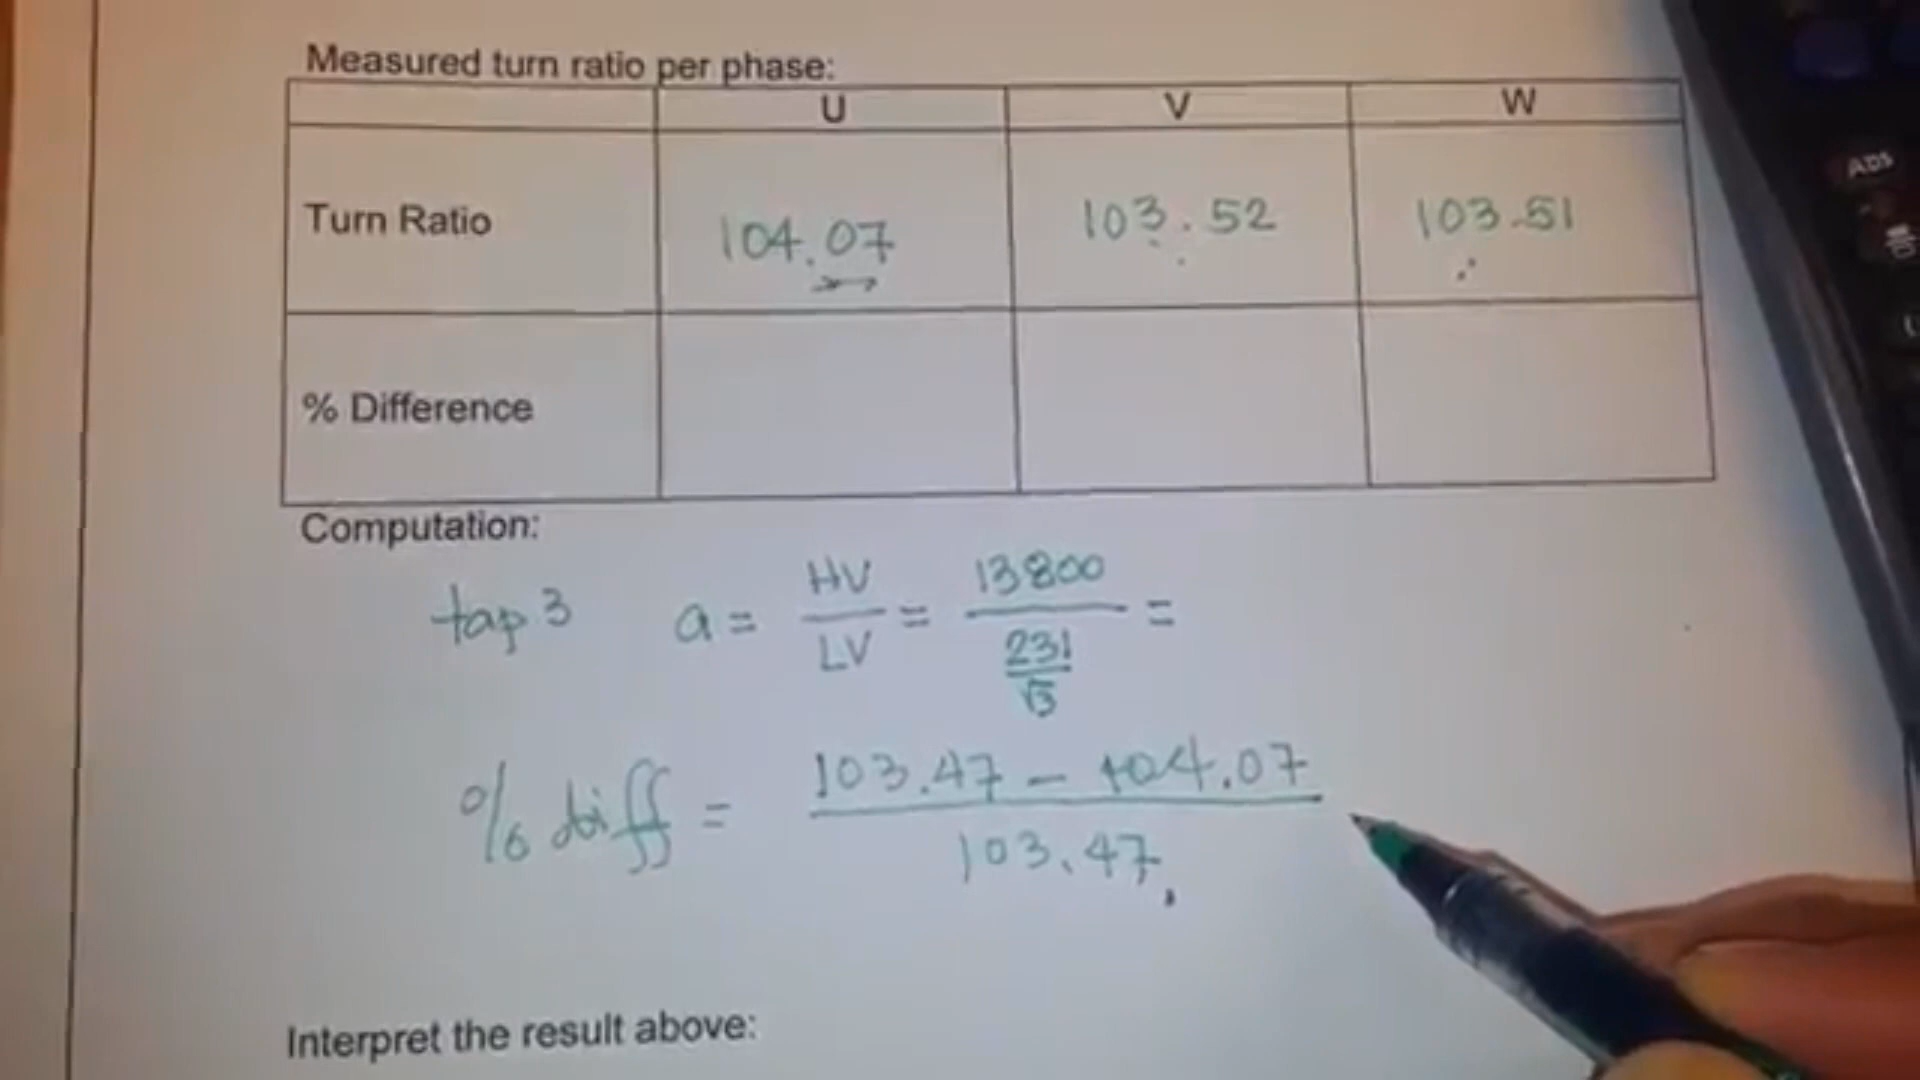 Measured turn ratio per phase:
U V W
Turn Ratio 104.07 103.52 103.51
% Difference
Computation:
tap 3 a = HV/LV = 13800/(231/√3) =
% diff = (103.47 - 104.07)/103.47
Interpret the result above:
ABS
(